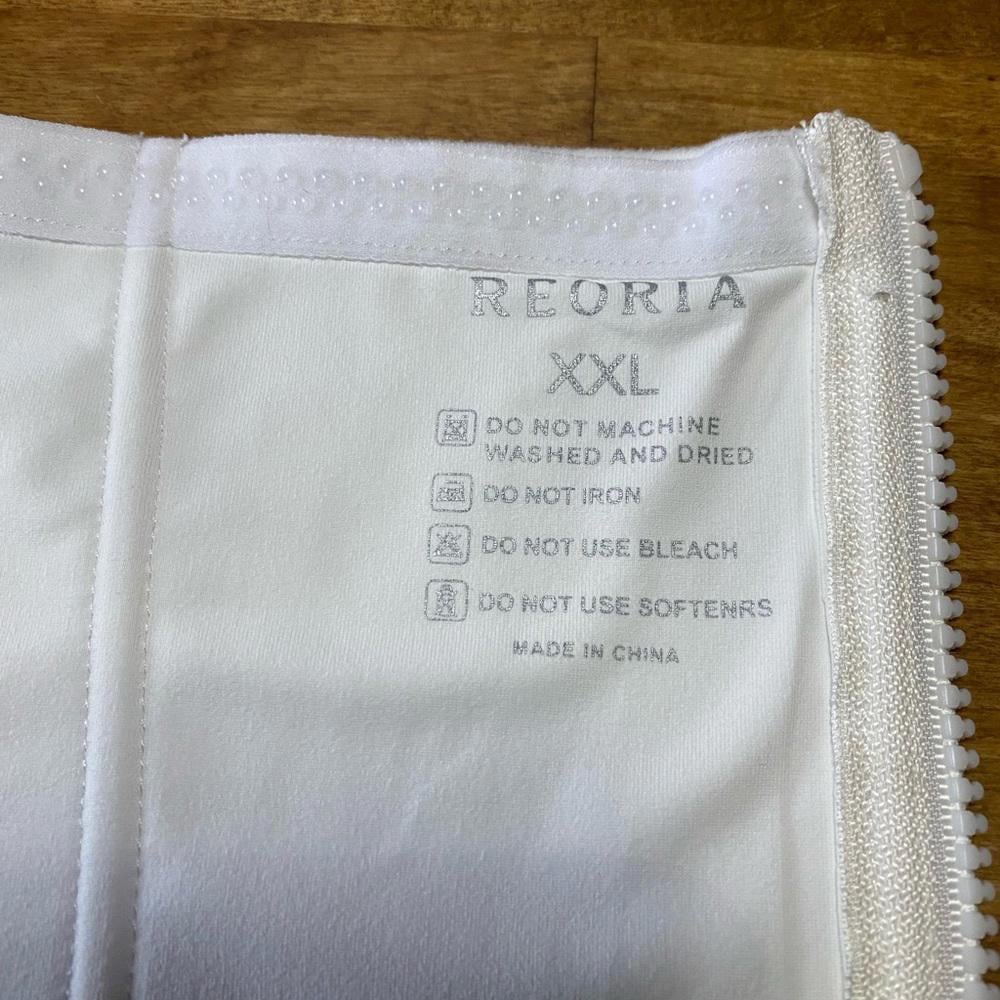 REORIA
XXL
DO NOT MACHINE
WASHED AND DRIED
DO NOT IRON
DO NOT USE BLEACH
DO NOT USE SOFTENRS
MADE IN CHINA